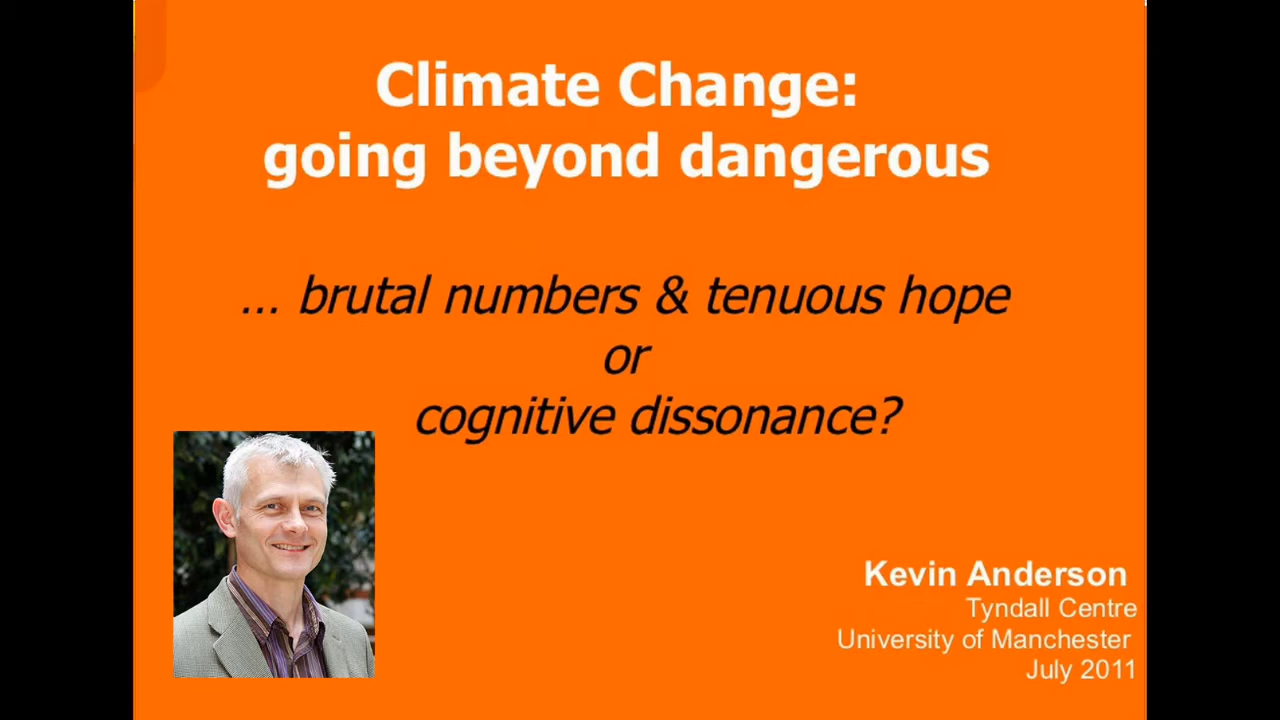 Climate Change:
going beyond dangerous
... brutal numbers & tenuous hope
or
cognitive dissonance?
Kevin Anderson
Tyndall Centre
University of Manchester
July 2011